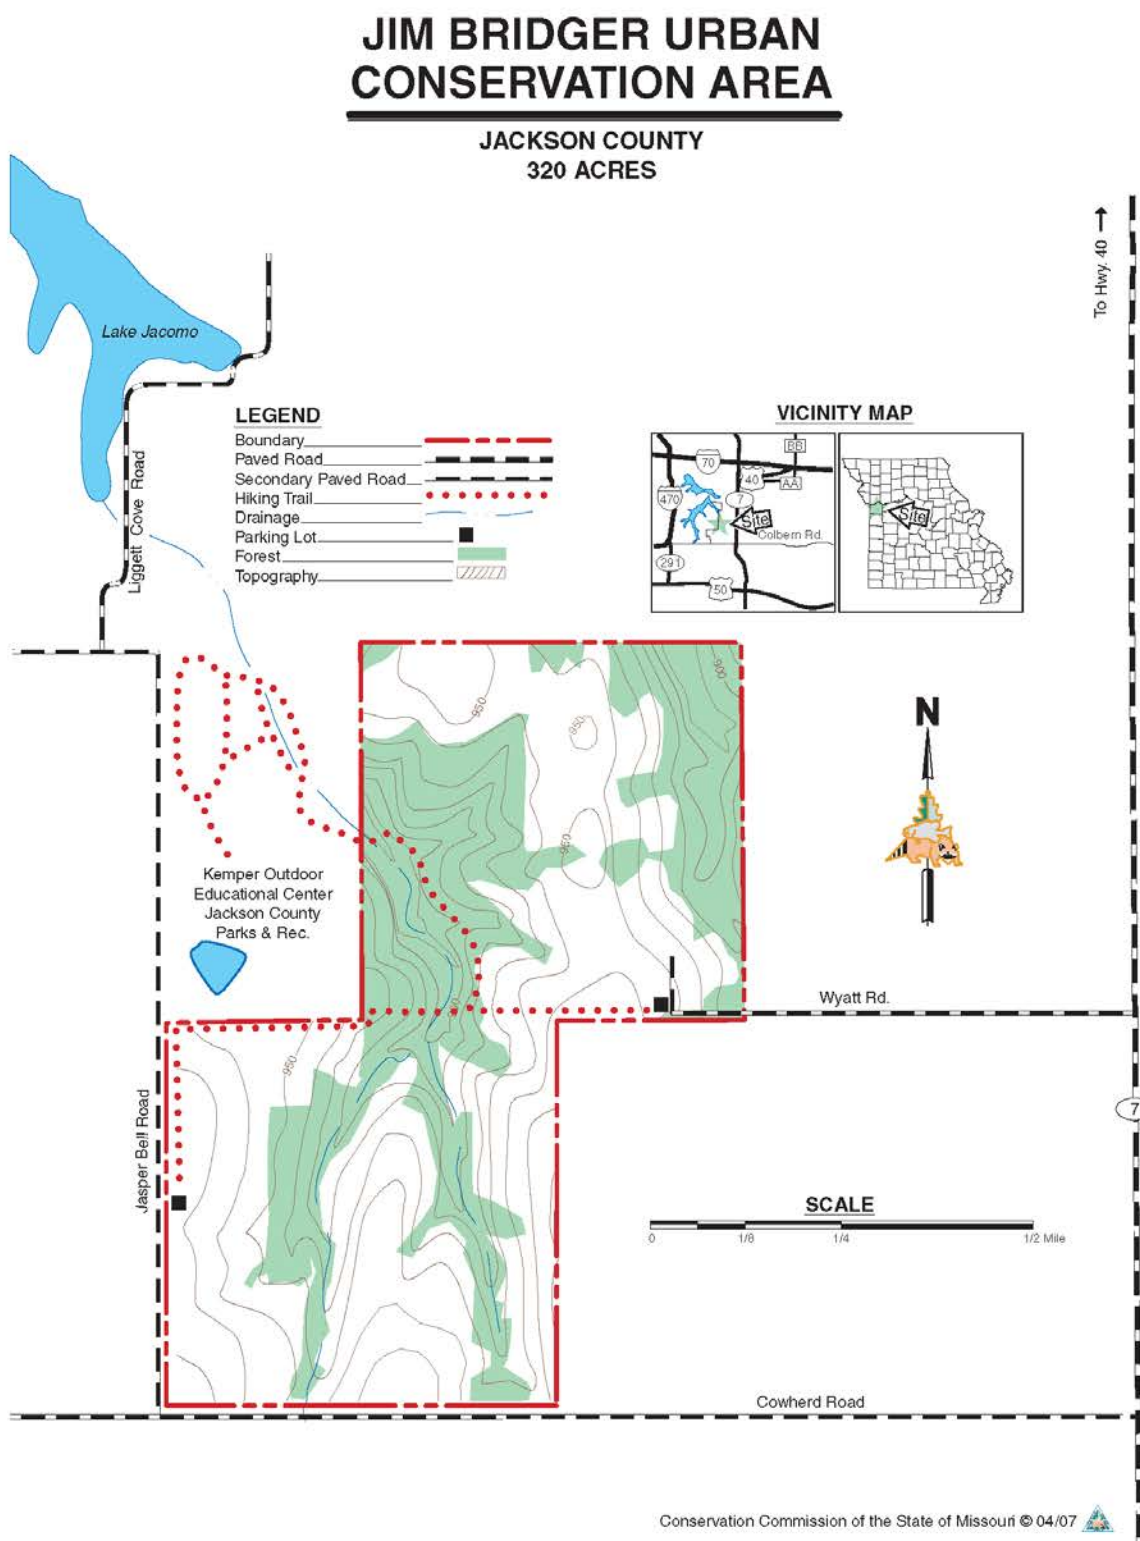 JIM BRIDGER URBAN
CONSERVATION AREA
JACKSON COUNTY
320 ACRES
To Hwy. 40
Lake Jacomo
Liggett Cove Road
LEGEND
Boundary
Paved Road
Secondary Paved Road
Hiking Trail
Drainage
Parking Lot
Forest
Topography
VICINITY MAP
BB
70
40
AA
470
7
Site
Colbern Rd.
291
50
Site
900
950
950
950
N
Kemper Outdoor
Educational Center
Jackson County
Parks & Rec.
Wyatt Rd.
950
7
Jasper Bell Road
SCALE
0 1/8 1/4 1/2 Mile
Cowherd Road
Conservation Commission of the State of Missouri © 04/07